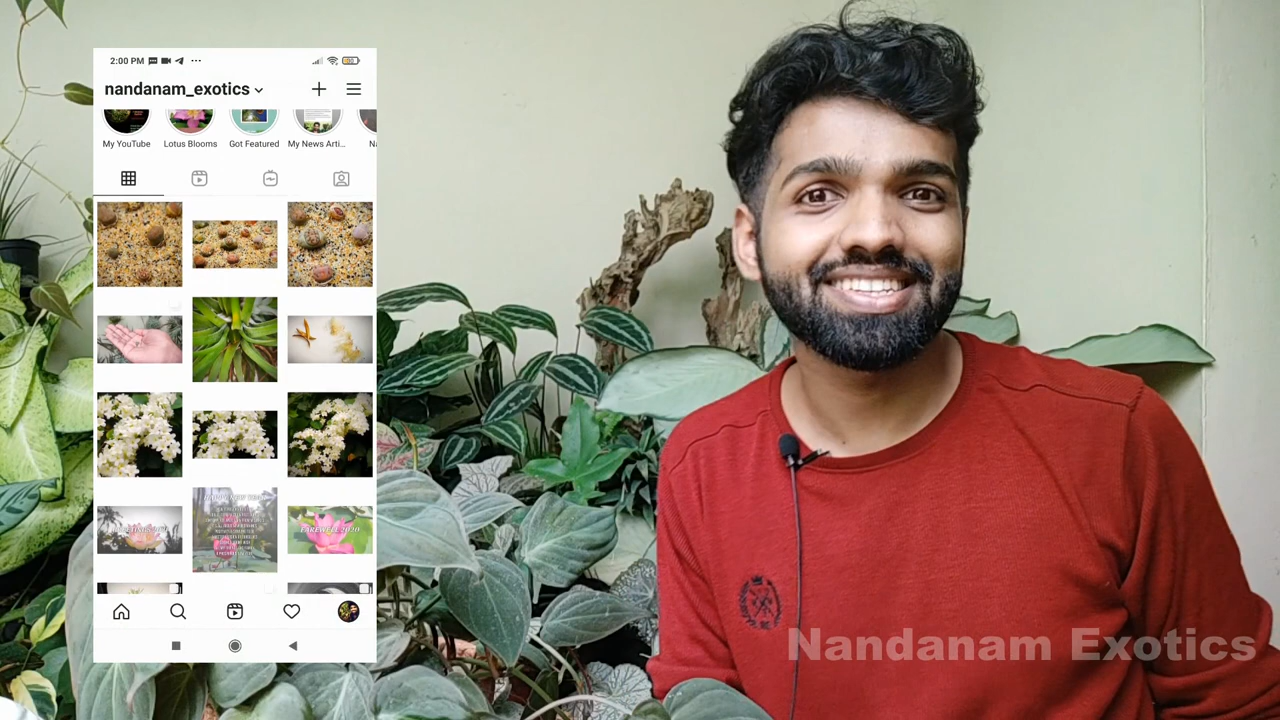 2:00 PM
nandanam_exotics
My YouTube
Lotus Blooms
Got Featured
My News Arti...
FAREWELL 2020
Nandanam Exotics